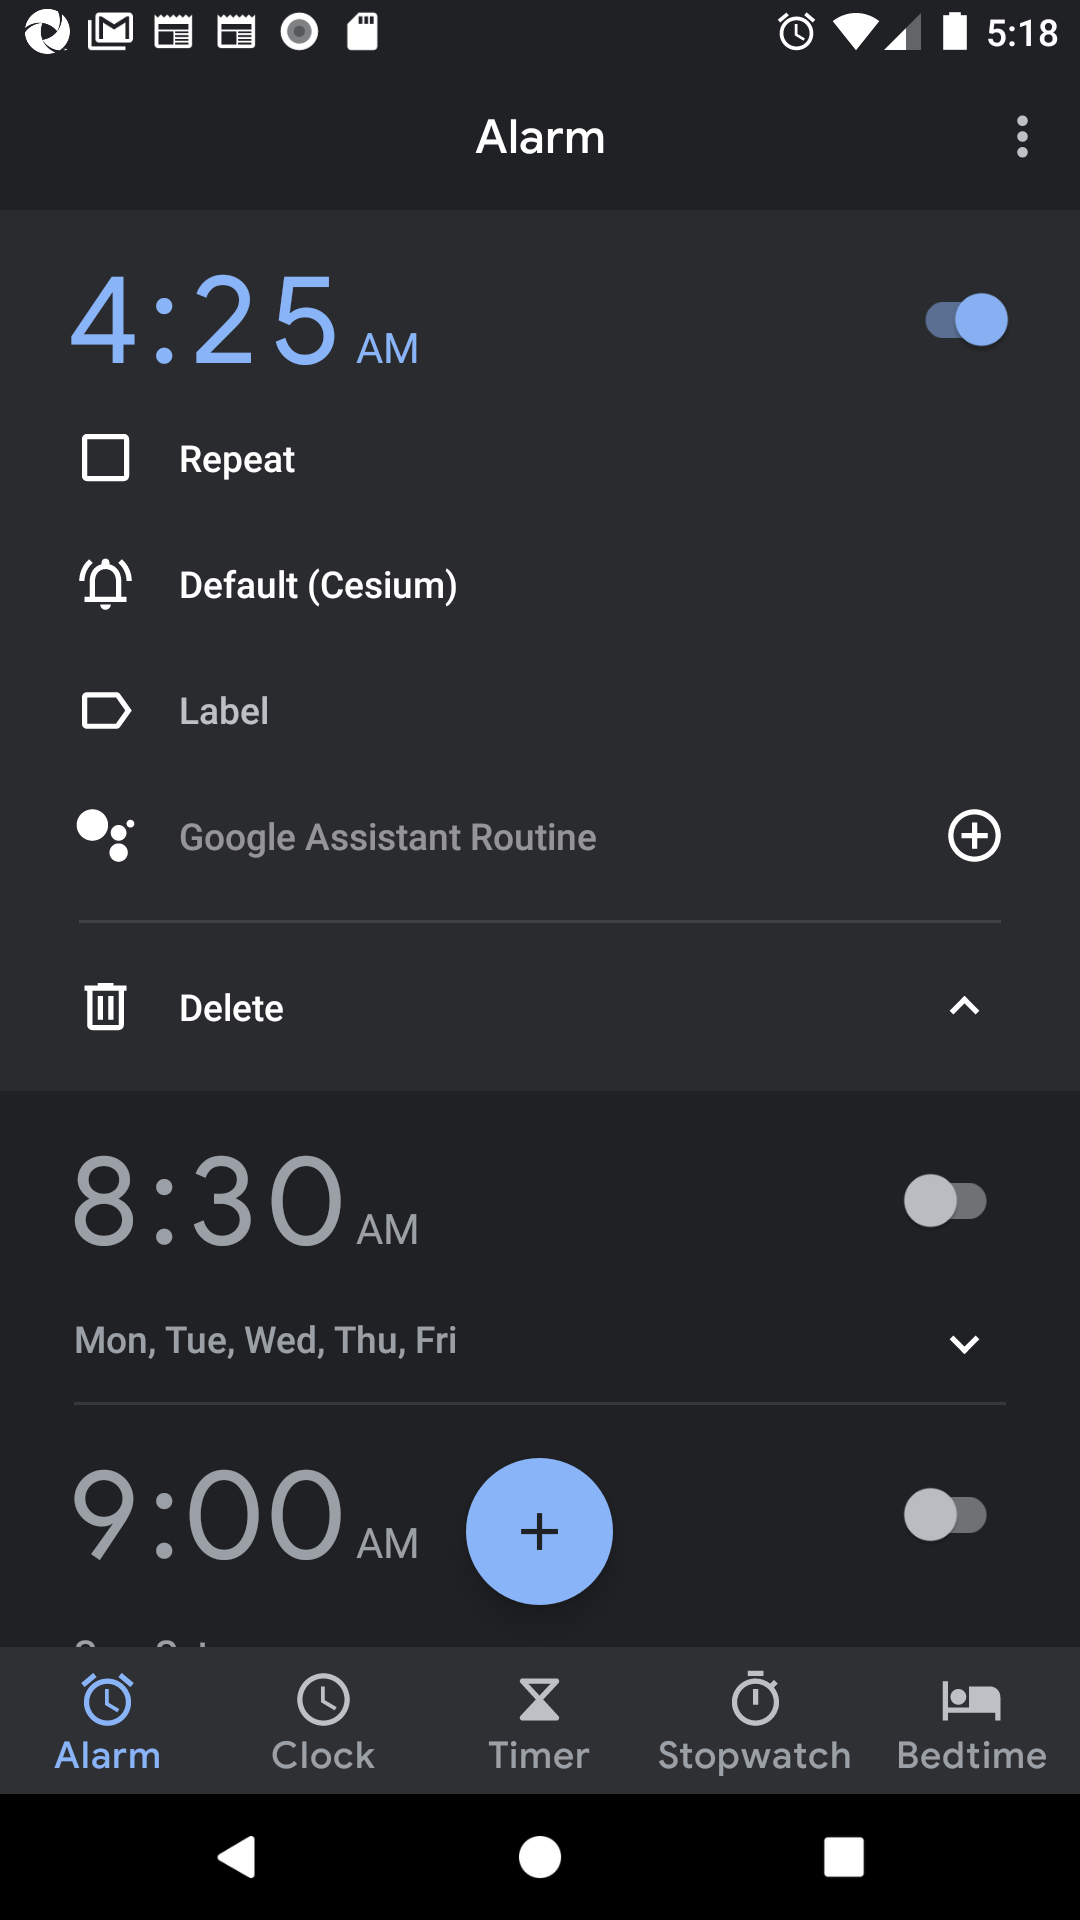 5:18
Alarm
4:25 AM
Repeat
Default (Cesium)
Label
Google Assistant Routine
Delete
8:30 AM
Mon, Tue, Wed, Thu, Fri
9:00 AM
Alarm Clock Timer Stopwatch Bedtime